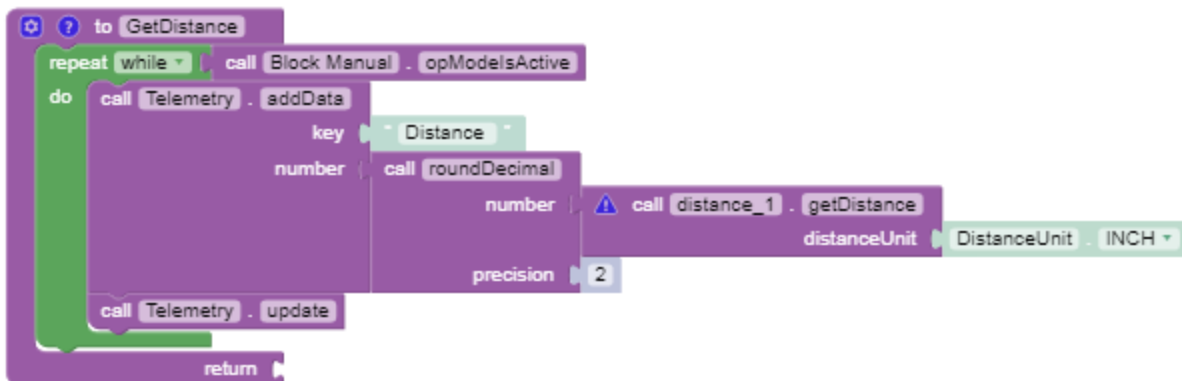 ? to GetDistance
repeat while call Block Manual . opModeIsActive
do call Telemetry . addData
key " Distance "
number call roundDecimal
number ! call distance_1 . getDistance
distanceUnit DistanceUnit . INCH
precision 2
call Telemetry . update
return